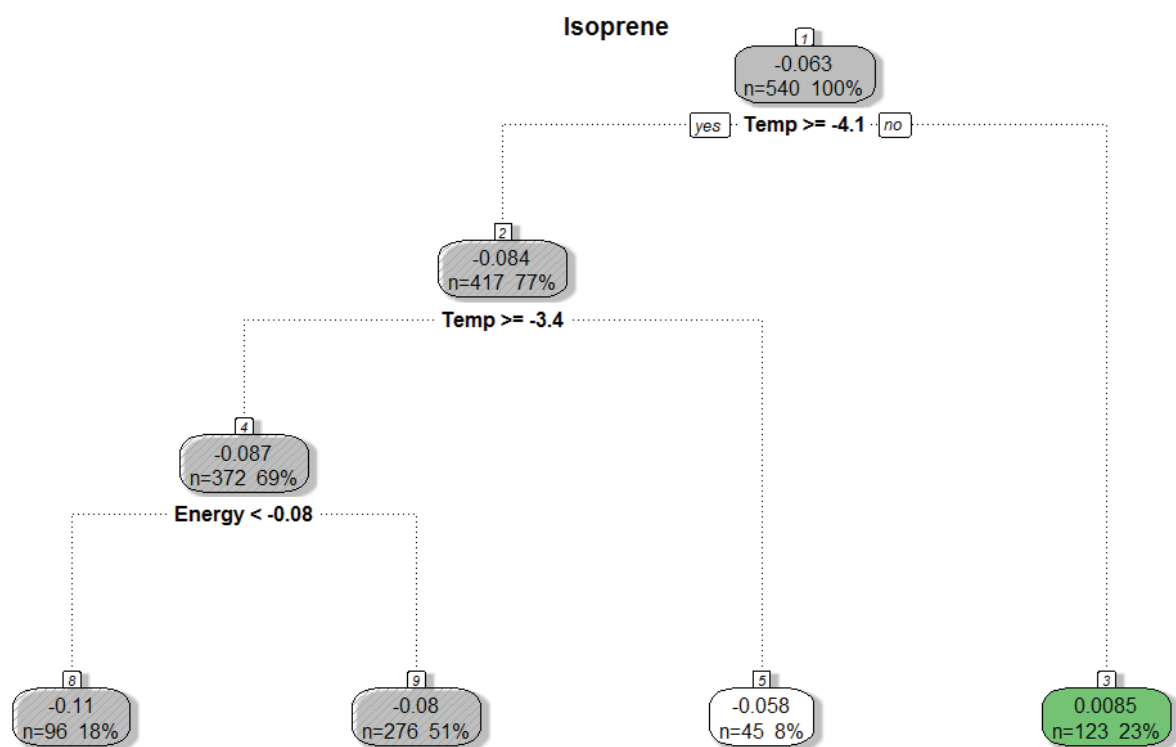 Isoprene
1
-0.063
n=540 100%
yes Temp >= -4.1 no
2
-0.084
n=417 77%
Temp >= -3.4
4
-0.087
n=372 69%
Energy < -0.08
8
-0.11
n=96 18%
9
-0.08
n=276 51%
5
-0.058
n=45 8%
3
0.0085
n=123 23%